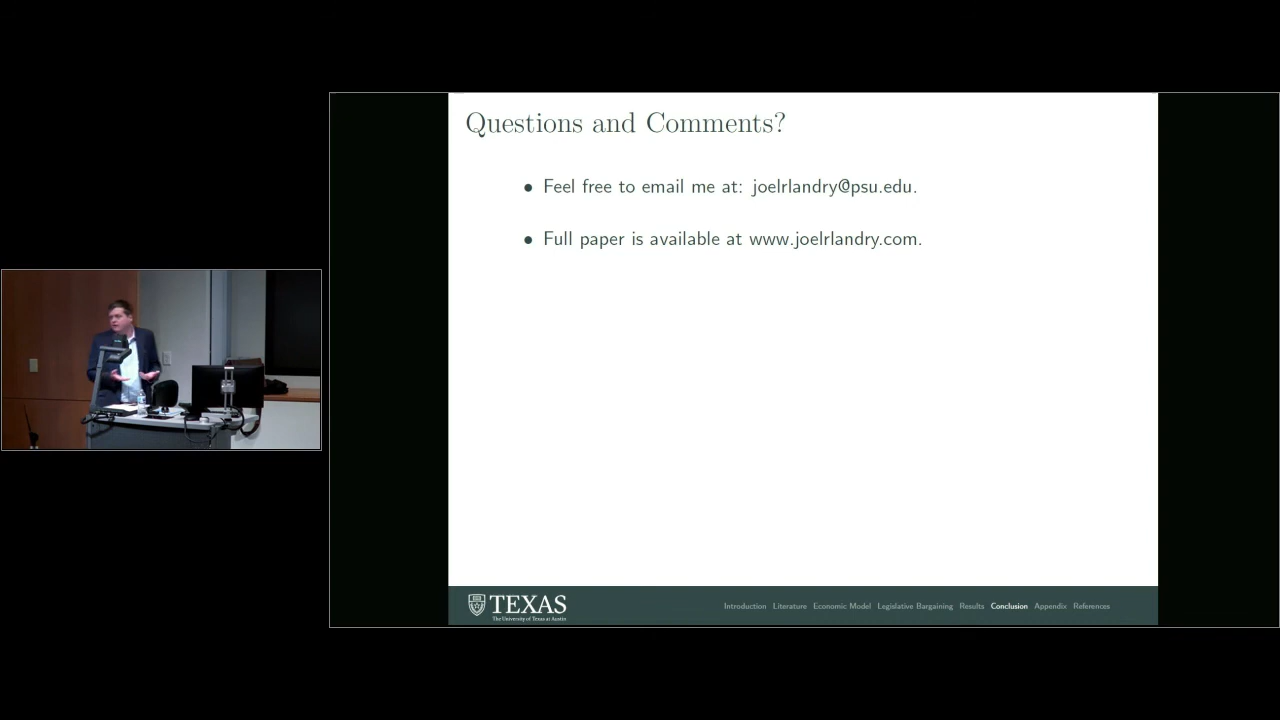 Questions and Comments?
• Feel free to email me at: joelrlandry@psu.edu.
• Full paper is available at www.joelrlandry.com.
TEXAS
The University of Texas at Austin
Introduction Literature Economic Model Legislative Bargaining Results Conclusion Appendix References